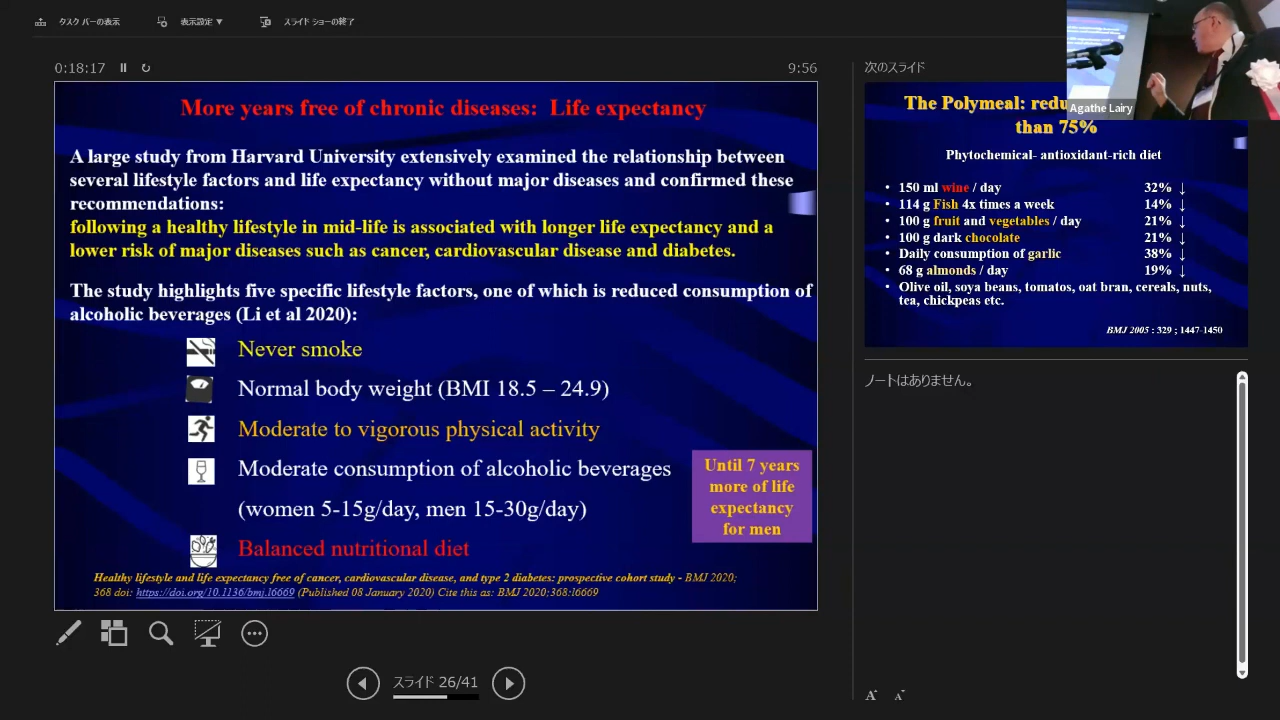 タスク バーの表示
表示設定 ▼
スライド ショーの終了
0:18:17
9:56
More years free of chronic diseases: Life expectancy
A large study from Harvard University extensively examined the relationship between
several lifestyle factors and life expectancy without major diseases and confirmed these
recommendations:
following a healthy lifestyle in mid-life is associated with longer life expectancy and a
lower risk of major diseases such as cancer, cardiovascular disease and diabetes.
The study highlights five specific lifestyle factors, one of which is reduced consumption of
alcoholic beverages (Li et al 2020):
Never smoke
Normal body weight (BMI 18.5 – 24.9)
Moderate to vigorous physical activity
Moderate consumption of alcoholic beverages
(women 5-15g/day, men 15-30g/day)
Balanced nutritional diet
Until 7 years
more of life
expectancy
for men
Healthy lifestyle and life expectancy free of cancer, cardiovascular disease, and type 2 diabetes: prospective cohort study - BMJ 2020;
368 doi: https://doi.org/10.1136/bmj.l6669 (Published 08 January 2020) Cite this as: BMJ 2020;368:l6669
スライド 26/41
次のスライド
Agathe Lairy
The Polymeal: redu
than 75%
Phytochemical- antioxidant-rich diet
• 150 ml wine / day 32% ↓
• 114 g Fish 4x times a week 14% ↓
• 100 g fruit and vegetables / day 21% ↓
• 100 g dark chocolate 21% ↓
• Daily consumption of garlic 38% ↓
• 68 g almonds / day 19% ↓
• Olive oil, soya beans, tomatos, oat bran, cereals, nuts,
tea, chickpeas etc.
BMJ 2005 : 329 ; 1447-1450
ノートはありません。
A A